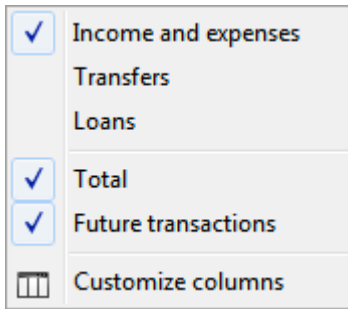 Income and expenses
Transfers
Loans
Total
Future transactions
Customize columns